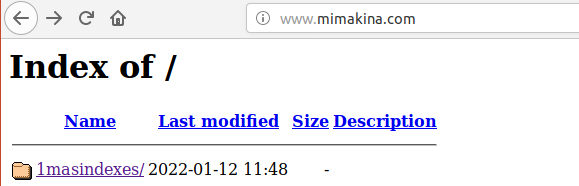 www.mimakina.com
Index of /
Name Last modified Size Description
1masindexes/ 2022-01-12 11:48 -